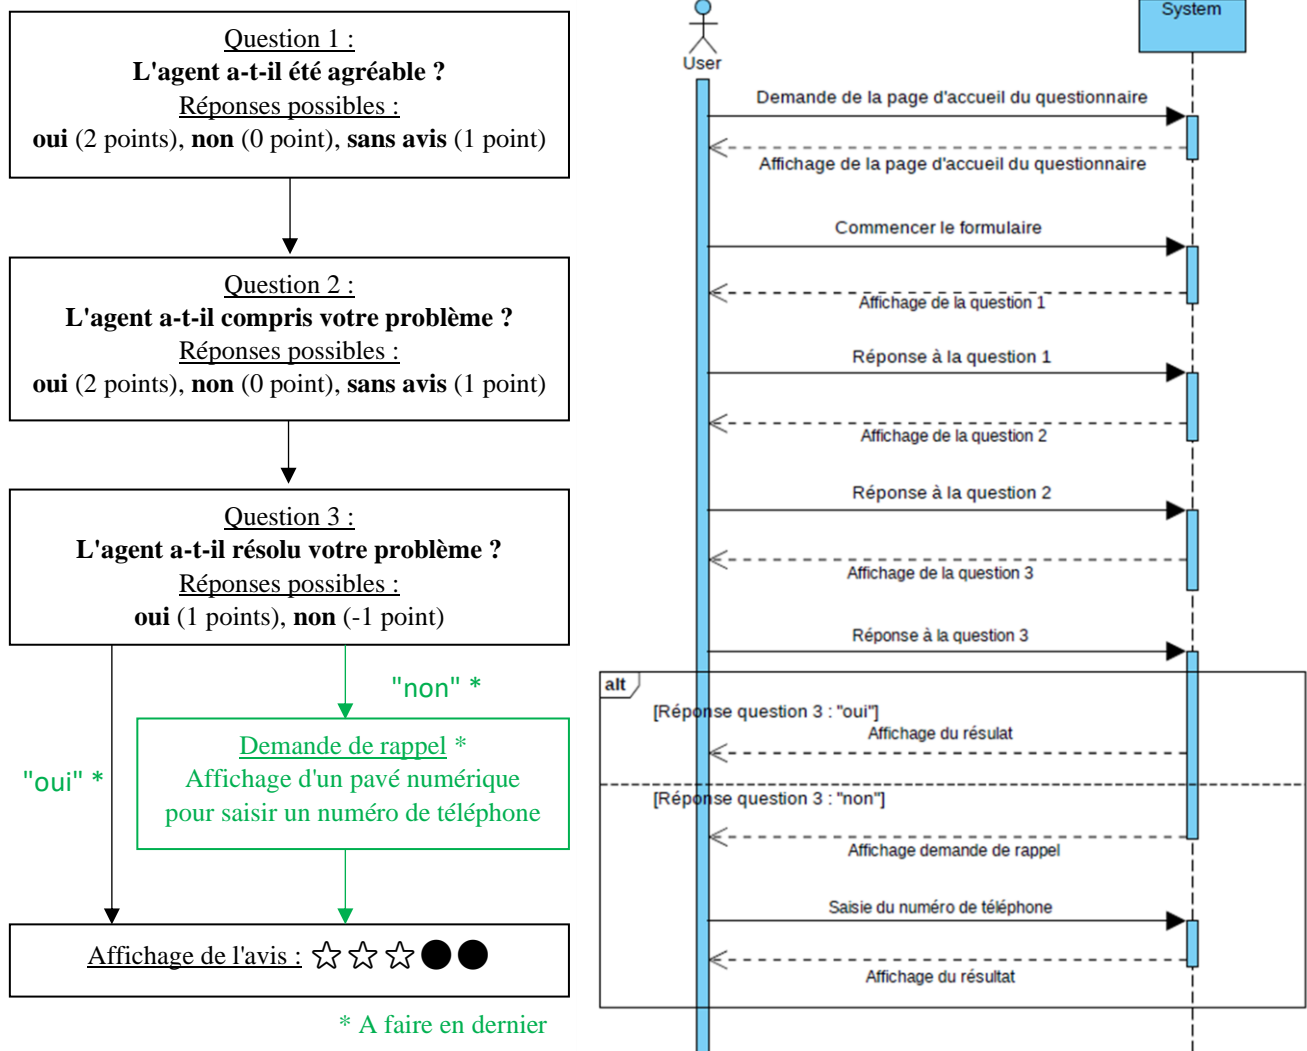 Question 1 :
L'agent a-t-il été agréable ?
Réponses possibles :
oui (2 points), non (0 point), sans avis (1 point)
Question 2 :
L'agent a-t-il compris votre problème ?
Réponses possibles :
oui (2 points), non (0 point), sans avis (1 point)
Question 3 :
L'agent a-t-il résolu votre problème ?
Réponses possibles :
oui (1 points), non (-1 point)
"non" *
"oui" *
Demande de rappel *
Affichage d'un pavé numérique
pour saisir un numéro de téléphone
Affichage de l'avis : ☆☆☆●●
* A faire en dernier
System
User
Demande de la page d'accueil du questionnaire
Affichage de la page d'accueil du questionnaire
Commencer le formulaire
Affichage de la question 1
Réponse à la question 1
Affichage de la question 2
Réponse à la question 2
Affichage de la question 3
Réponse à la question 3
alt
[Réponse question 3 : "oui"]
Affichage du résulat
[Réponse question 3 : "non"]
Affichage demande de rappel
Saisie du numéro de téléphone
Affichage du résultat